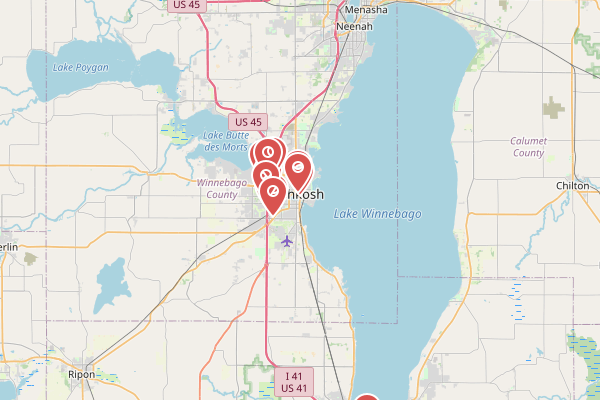 US 45
Menasha
Neenah
Lake Poygan
US 45
Lake Butte
des Morts
Calumet
County
Winnebago
County
Chilton
Lake Winnebago
Ripon
I 41
US 41